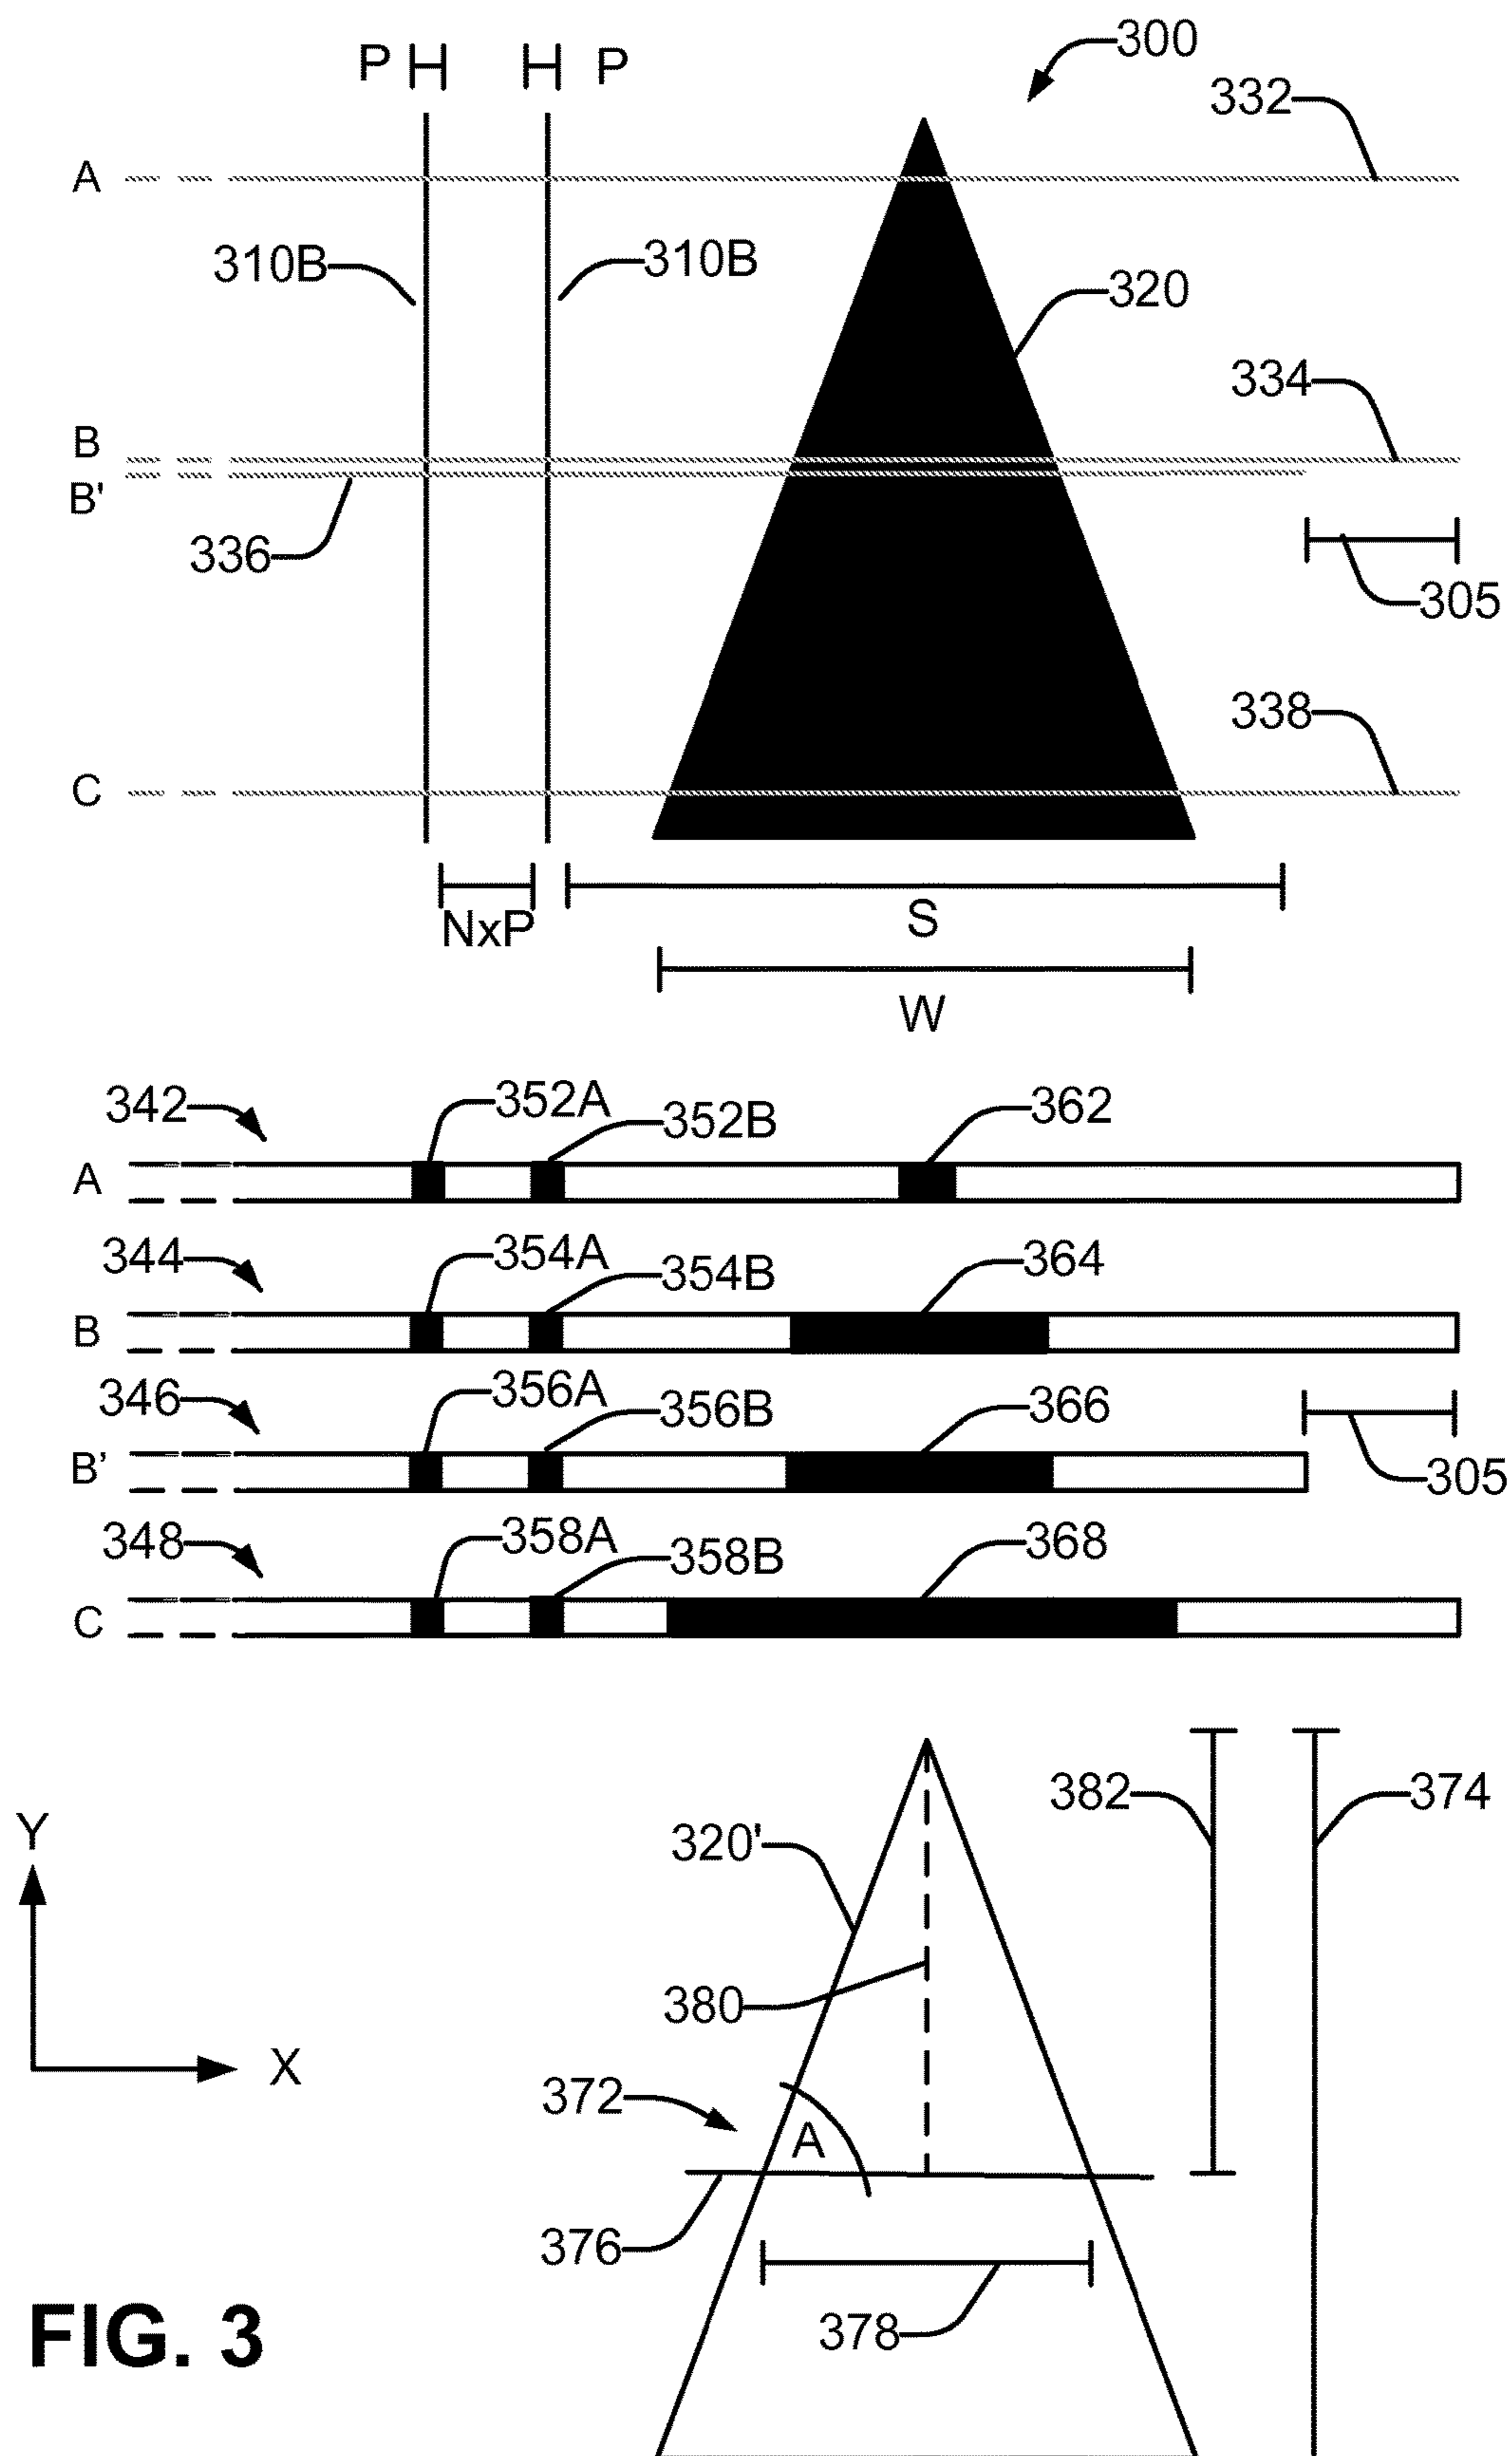 P H H P
300
332
A
310B
310B
320
334
B
B'
336
305
338
C
NxP
S
W
342
352A
352B
362
A
344
354A
354B
364
B
346
356A
356B
366
B’
305
348
358A
358B
368
C
382
374
320'
Y
380
X
372
A
376
378
FIG. 3